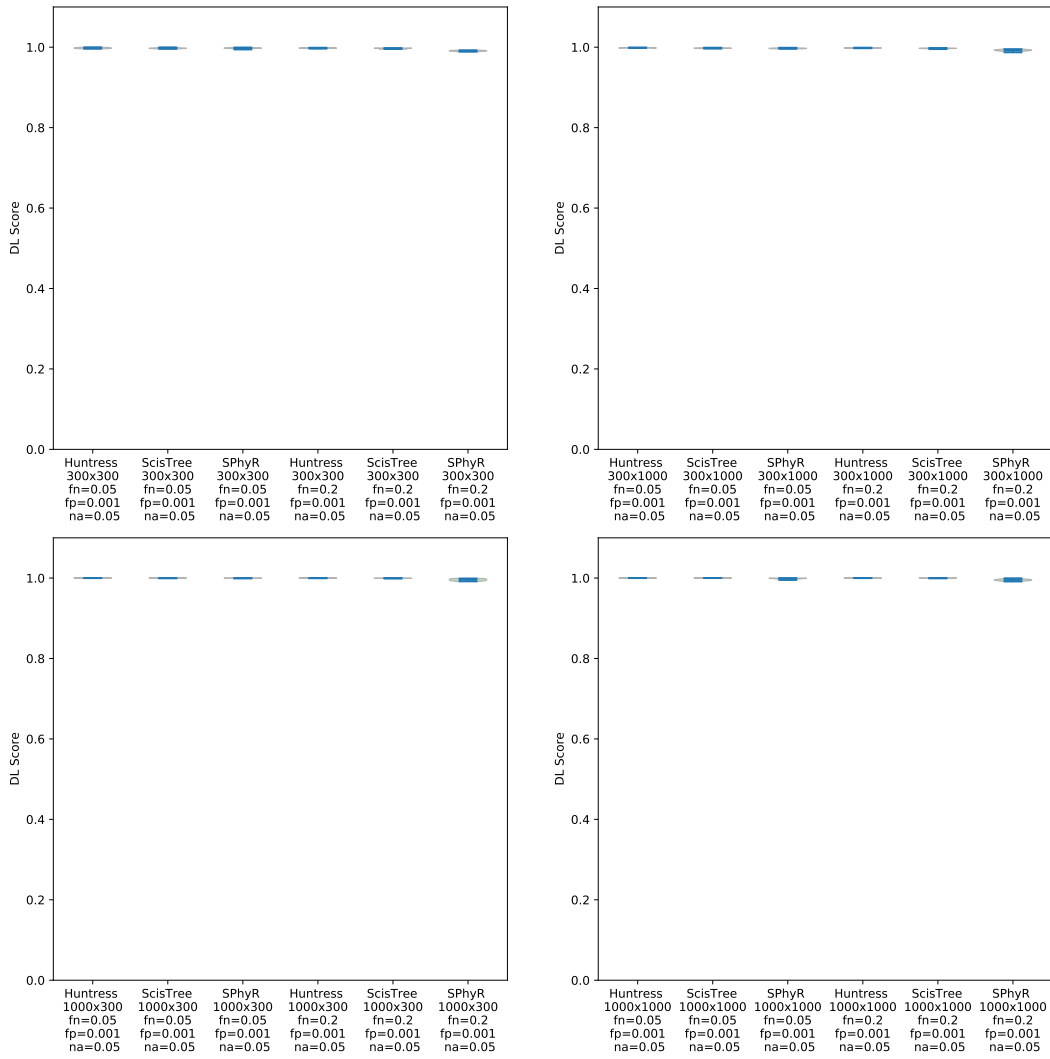 1.0
0.8
0.6
0.4
0.2
0.0
DL Score
Huntress ScisTree SPhyR Huntress ScisTree SPhyR
300x300 300x300 300x300 300x300 300x300 300x300
fn=0.05 fn=0.05 fn=0.05 fn=0.2 fn=0.2 fn=0.2
fp=0.001 fp=0.001 fp=0.001 fp=0.001 fp=0.001 fp=0.001
na=0.05 na=0.05 na=0.05 na=0.05 na=0.05 na=0.05
1.0
0.8
0.6
0.4
0.2
0.0
DL Score
Huntress ScisTree SPhyR Huntress ScisTree SPhyR
300x1000 300x1000 300x1000 300x1000 300x1000 300x1000
fn=0.05 fn=0.05 fn=0.05 fn=0.2 fn=0.2 fn=0.2
fp=0.001 fp=0.001 fp=0.001 fp=0.001 fp=0.001 fp=0.001
na=0.05 na=0.05 na=0.05 na=0.05 na=0.05 na=0.05
1.0
0.8
0.6
0.4
0.2
0.0
DL Score
Huntress ScisTree SPhyR Huntress ScisTree SPhyR
1000x300 1000x300 1000x300 1000x300 1000x300 1000x300
fn=0.05 fn=0.05 fn=0.05 fn=0.2 fn=0.2 fn=0.2
fp=0.001 fp=0.001 fp=0.001 fp=0.001 fp=0.001 fp=0.001
na=0.05 na=0.05 na=0.05 na=0.05 na=0.05 na=0.05
1.0
0.8
0.6
0.4
0.2
0.0
DL Score
Huntress ScisTree SPhyR Huntress ScisTree SPhyR
1000x1000 1000x1000 1000x1000 1000x1000 1000x1000 1000x1000
fn=0.05 fn=0.05 fn=0.05 fn=0.2 fn=0.2 fn=0.2
fp=0.001 fp=0.001 fp=0.001 fp=0.001 fp=0.001 fp=0.001
na=0.05 na=0.05 na=0.05 na=0.05 na=0.05 na=0.05